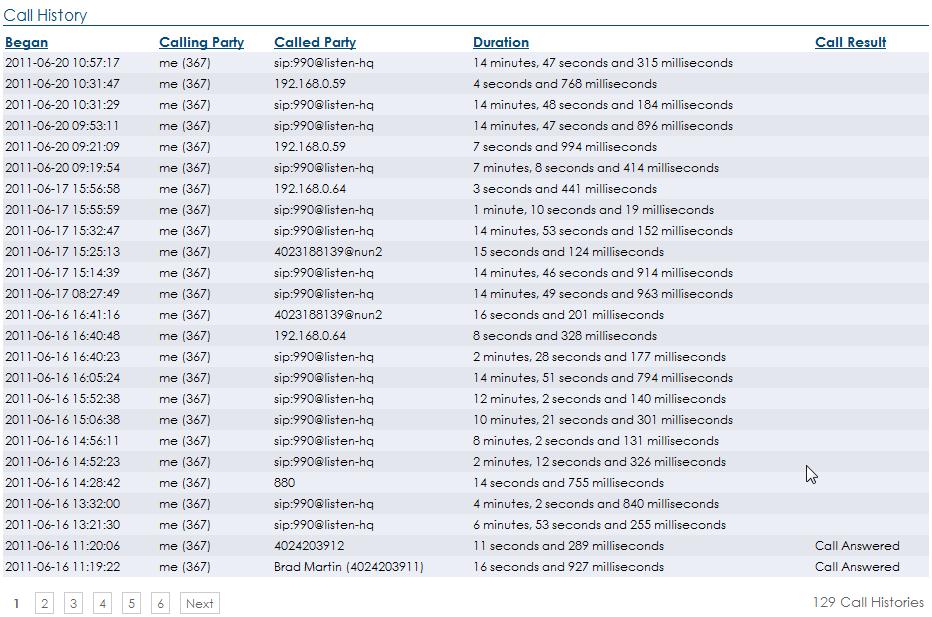 Call History
Began Calling Party Called Party Duration Call Result
2011-06-20 10:57:17 me (367) sip:990@listen-hq 14 minutes, 47 seconds and 315 milliseconds
2011-06-20 10:31:47 me (367) 192.168.0.59 4 seconds and 768 milliseconds
2011-06-20 10:31:29 me (367) sip:990@listen-hq 14 minutes, 48 seconds and 184 milliseconds
2011-06-20 09:53:11 me (367) sip:990@listen-hq 14 minutes, 47 seconds and 896 milliseconds
2011-06-20 09:21:09 me (367) 192.168.0.59 7 seconds and 994 milliseconds
2011-06-20 09:19:54 me (367) sip:990@listen-hq 7 minutes, 8 seconds and 414 milliseconds
2011-06-17 15:56:58 me (367) 192.168.0.64 3 seconds and 441 milliseconds
2011-06-17 15:55:59 me (367) sip:990@listen-hq 1 minute, 10 seconds and 19 milliseconds
2011-06-17 15:32:47 me (367) sip:990@listen-hq 14 minutes, 53 seconds and 152 milliseconds
2011-06-17 15:25:13 me (367) 4023188139@nun2 15 seconds and 124 milliseconds
2011-06-17 15:14:39 me (367) sip:990@listen-hq 14 minutes, 46 seconds and 914 milliseconds
2011-06-17 08:27:49 me (367) sip:990@listen-hq 14 minutes, 49 seconds and 963 milliseconds
2011-06-16 16:41:16 me (367) 4023188139@nun2 16 seconds and 201 milliseconds
2011-06-16 16:40:48 me (367) 192.168.0.64 8 seconds and 328 milliseconds
2011-06-16 16:40:23 me (367) sip:990@listen-hq 2 minutes, 28 seconds and 177 milliseconds
2011-06-16 16:05:24 me (367) sip:990@listen-hq 14 minutes, 51 seconds and 794 milliseconds
2011-06-16 15:52:38 me (367) sip:990@listen-hq 12 minutes, 2 seconds and 140 milliseconds
2011-06-16 15:06:38 me (367) sip:990@listen-hq 10 minutes, 21 seconds and 301 milliseconds
2011-06-16 14:56:11 me (367) sip:990@listen-hq 8 minutes, 2 seconds and 131 milliseconds
2011-06-16 14:52:23 me (367) sip:990@listen-hq 2 minutes, 12 seconds and 326 milliseconds
2011-06-16 14:28:42 me (367) 880 14 seconds and 755 milliseconds
2011-06-16 13:32:00 me (367) sip:990@listen-hq 4 minutes, 2 seconds and 840 milliseconds
2011-06-16 13:21:30 me (367) sip:990@listen-hq 6 minutes, 53 seconds and 255 milliseconds
2011-06-16 11:20:06 me (367) 4024203912 11 seconds and 289 milliseconds Call Answered
2011-06-16 11:19:22 me (367) Brad Martin (4024203911) 16 seconds and 927 milliseconds Call Answered
1 2 3 4 5 6 Next 129 Call Histories